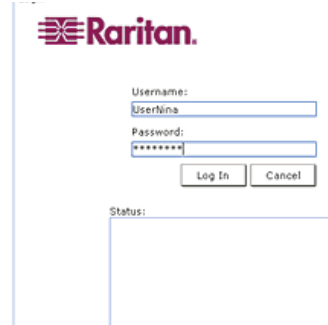 Raritan.
Username:
UserNina
Password:
********
Log In Cancel
Status: